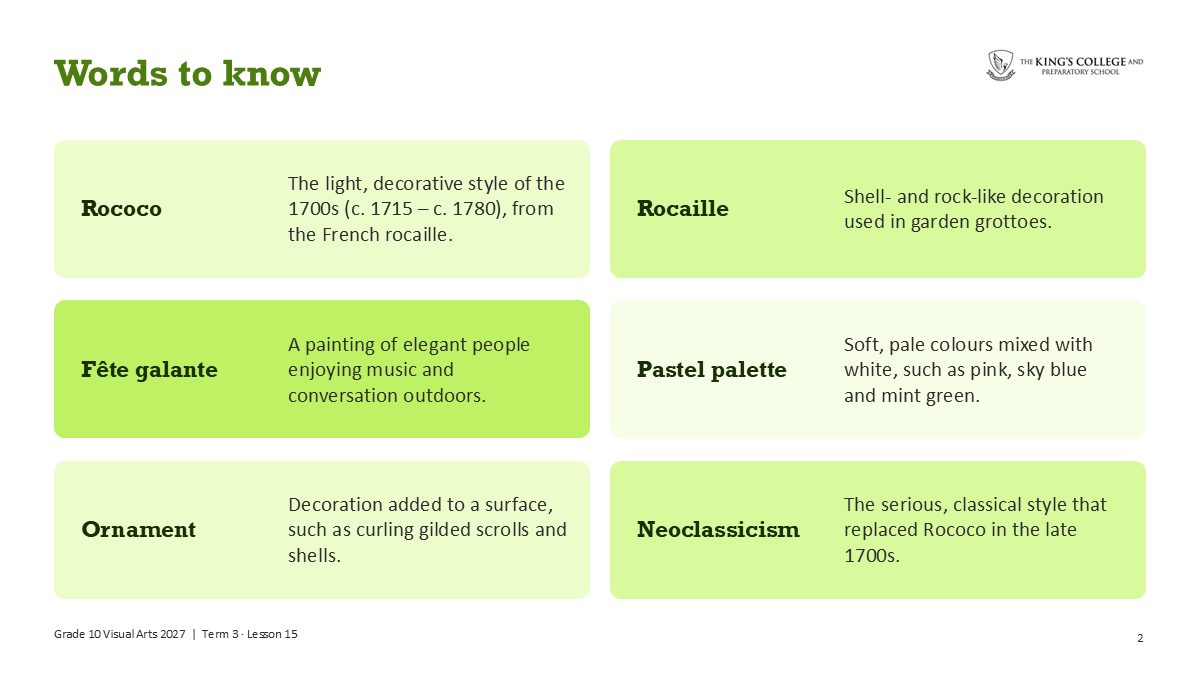 Words to know
THE KING'S COLLEGE AND
PREPARATORY SCHOOL
Rococo
The light, decorative style of the
1700s (c. 1715 – c. 1780), from
the French rocaille.
Rocaille
Shell- and rock-like decoration
used in garden grottoes.
Fête galante
A painting of elegant people
enjoying music and
conversation outdoors.
Pastel palette
Soft, pale colours mixed with
white, such as pink, sky blue
and mint green.
Ornament
Decoration added to a surface,
such as curling gilded scrolls and
shells.
Neoclassicism
The serious, classical style that
replaced Rococo in the late
1700s.
Grade 10 Visual Arts 2027 | Term 3 · Lesson 15
2